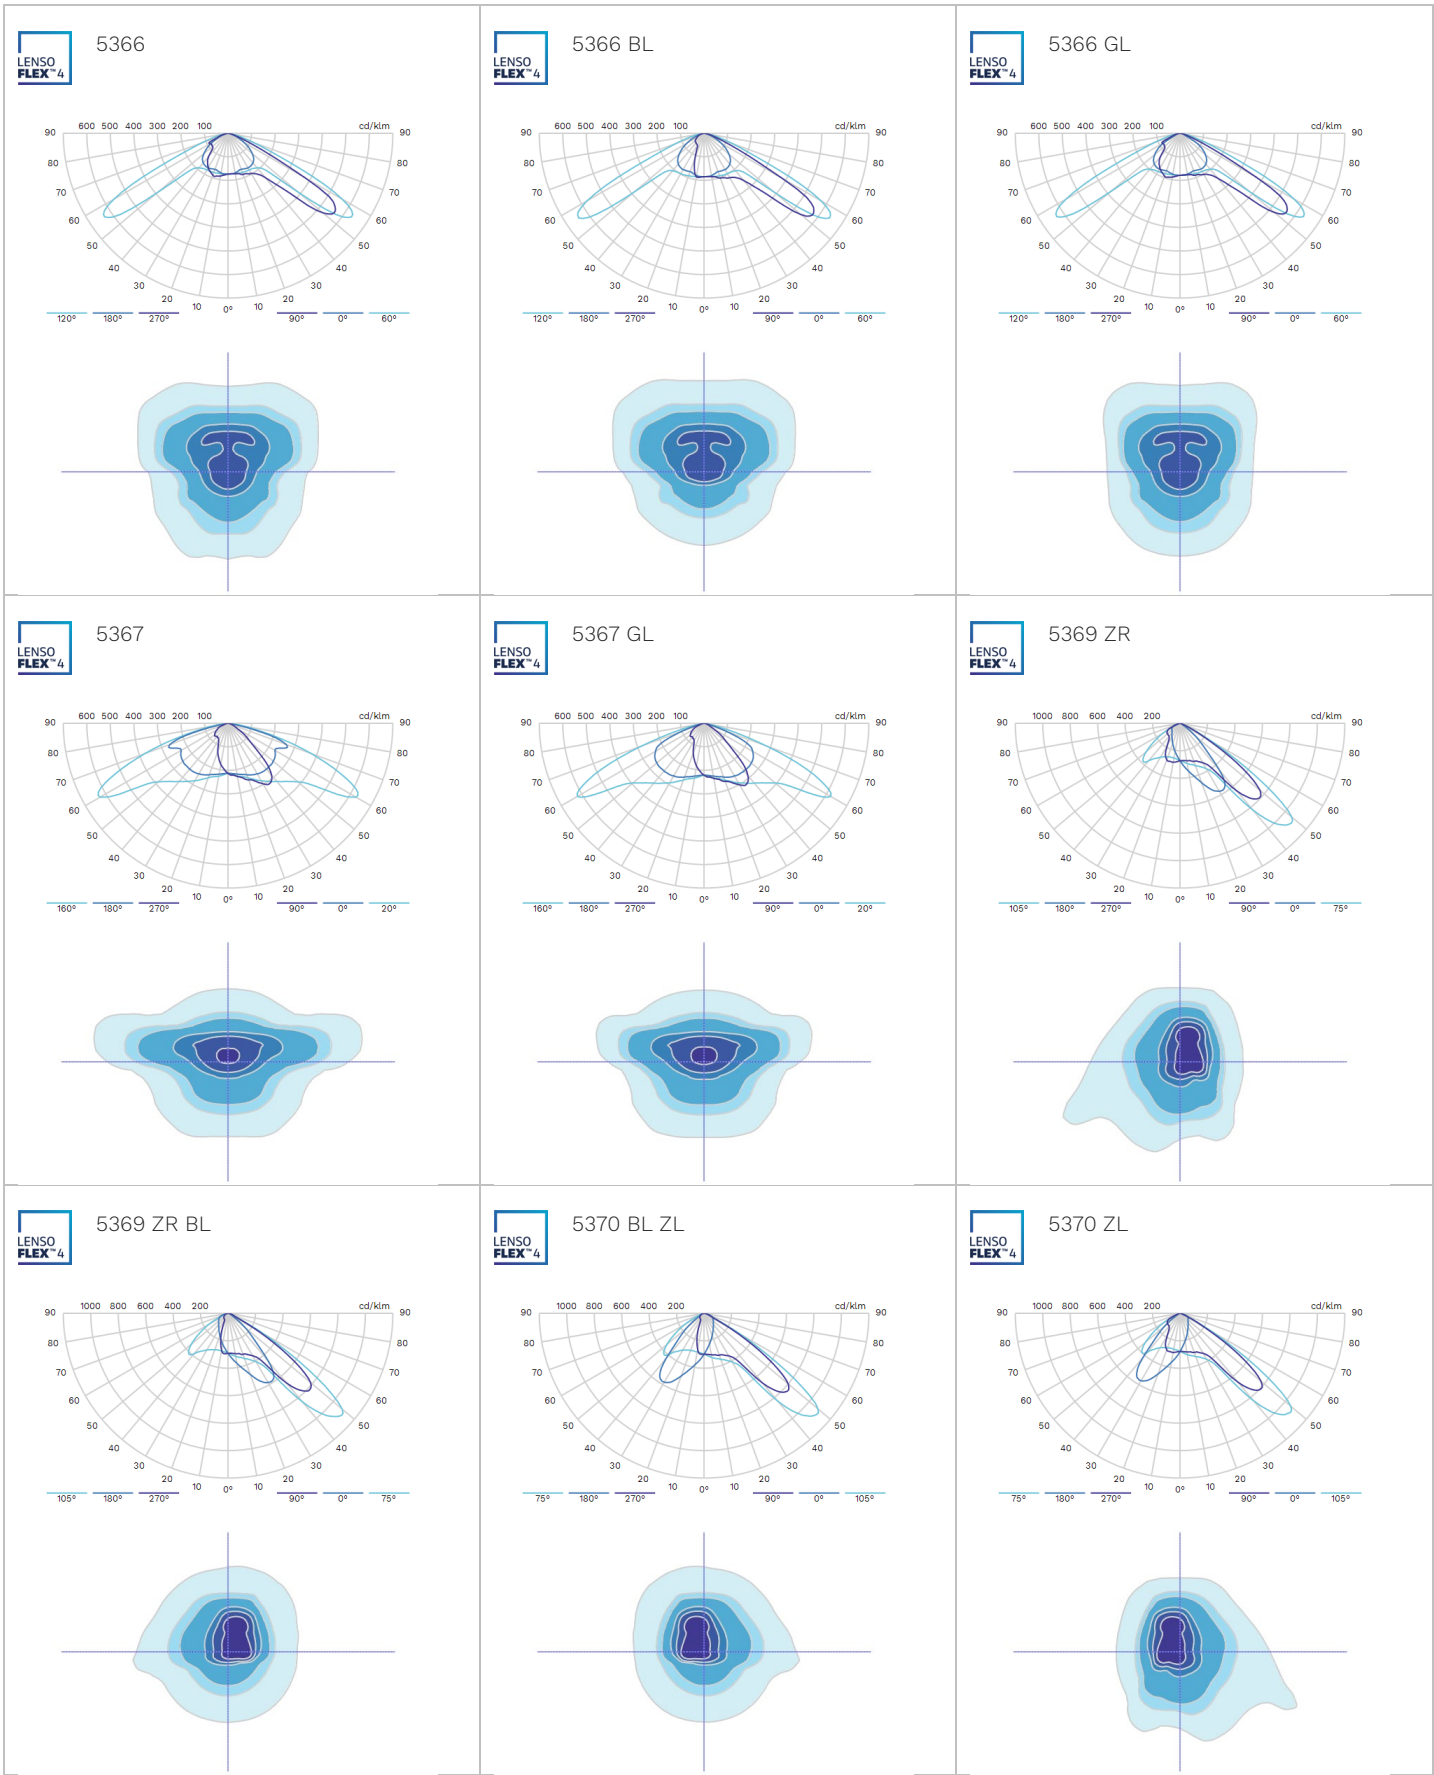 5366
LENSO
FLEX™4
600 500 400 300 200 100 cd/klm
90 90
80 80
70 70
60 60
50 50
40 40
30 30
20 20
10 0° 10
120° 180° 270° 90° 0° 60°
5366 BL
LENSO
FLEX™4
600 500 400 300 200 100 cd/klm
90 90
80 80
70 70
60 60
50 50
40 40
30 30
20 20
10 0° 10
120° 180° 270° 90° 0° 60°
5366 GL
LENSO
FLEX™4
600 500 400 300 200 100 cd/klm
90 90
80 80
70 70
60 60
50 50
40 40
30 30
20 20
10 0° 10
120° 180° 270° 90° 0° 60°
5367
LENSO
FLEX™4
600 500 400 300 200 100 cd/klm
90 90
80 80
70 70
60 60
50 50
40 40
30 30
20 20
10 0° 10
160° 180° 270° 90° 0° 20°
5367 GL
LENSO
FLEX™4
600 500 400 300 200 100 cd/klm
90 90
80 80
70 70
60 60
50 50
40 40
30 30
20 20
10 0° 10
160° 180° 270° 90° 0° 20°
5369 ZR
LENSO
FLEX™4
1000 800 600 400 200 cd/klm
90 90
80 80
70 70
60 60
50 50
40 40
30 30
20 20
10 0° 10
105° 180° 270° 90° 0° 75°
5369 ZR BL
LENSO
FLEX™4
1000 800 600 400 200 cd/klm
90 90
80 80
70 70
60 60
50 50
40 40
30 30
20 20
10 0° 10
105° 180° 270° 90° 0° 75°
5370 BL ZL
LENSO
FLEX™4
1000 800 600 400 200 cd/klm
90 90
80 80
70 70
60 60
50 50
40 40
30 30
20 20
10 0° 10
75° 180° 270° 90° 0° 105°
5370 ZL
LENSO
FLEX™4
1000 800 600 400 200 cd/klm
90 90
80 80
70 70
60 60
50 50
40 40
30 30
20 20
10 0° 10
75° 180° 270° 90° 0° 105°